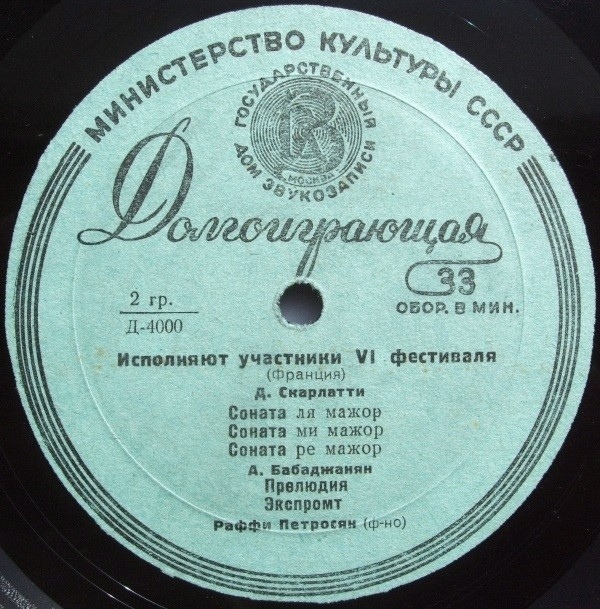 МИНИСТЕРСТВО КУЛЬТУРЫ СССР
ГОСУДАРСТВЕННЫЙ
ДОМ ЗВУКОЗАПИСИ
МОСКВА
Долгоиграющая
33
ОБОР. В МИН.
2 гр.
Д-4000
Исполняют участники VI фестиваля
(Франция)
Д. Скарлатти
Соната ля мажор
Соната ми мажор
Соната ре мажор
А. Бабаджанян
Прелюдия
Экспромт
Раффи Петросян (ф-но)